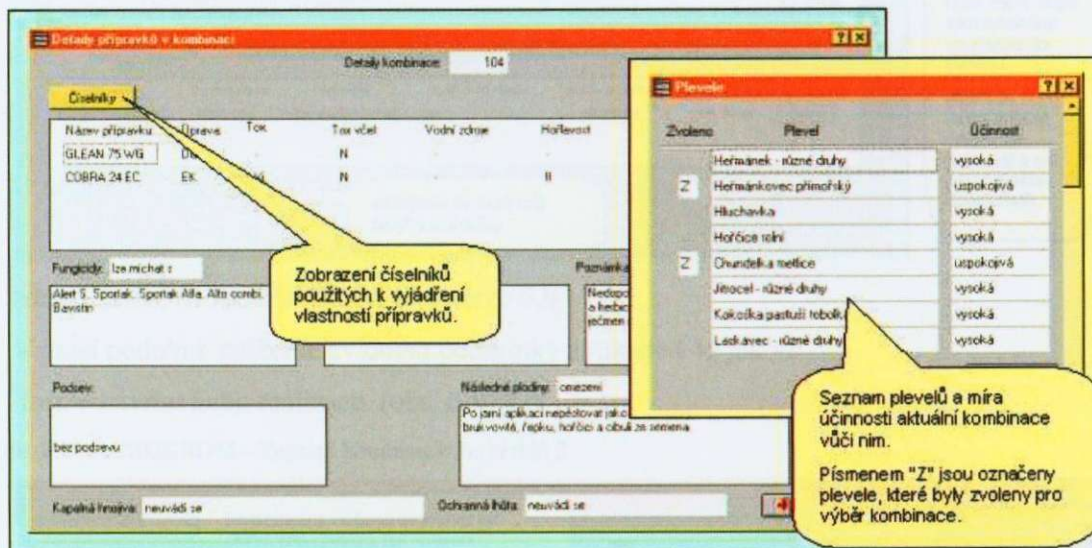 Detaily přípravků v kombinaci
Detaily kombinace: 104
Číselníky
Název přípravku Úprava Tox Tox včel Vodní zdroje Hořlavost
GLEAN 75 WG - N - -
COBRA 24 EC EK N - II
Fungicidy: lze míchat s
Alert S, Sportak, Sportak Alfa, Alto combi,
Bavistin
Poznámka
a herbic
ječmen
Podsev:
bez podsevu
Následné plodiny: omezení
Po jarní aplikaci nepěstovat jako
brukvovité, řepku, hořčici a cibuli za semena.
Kapalná hnojiva: neuvádí se
Ochranná lhůta: neuvádí se
Zobrazení číselníků
použitých k vyjádření
vlastností přípravků.
Plevele
Zvoleno Plevel Účinnost
Heřmánek - různé druhy vysoká
Z Heřmánkovec přímořský uspokojivá
Hluchavka vysoká
Hořčice rolní vysoká
Z Chundelka metlice uspokojivá
Jitrocel - různé druhy vysoká
Kokoška pastuší tobolka vysoká
Laskavec - různé druhy vysoká
Seznam plevelů a míra
účinnosti aktuální kombinace
vůči nim.
Písmenem "Z" jsou označeny
plevele, které byly zvoleny pro
výběr kombinace.